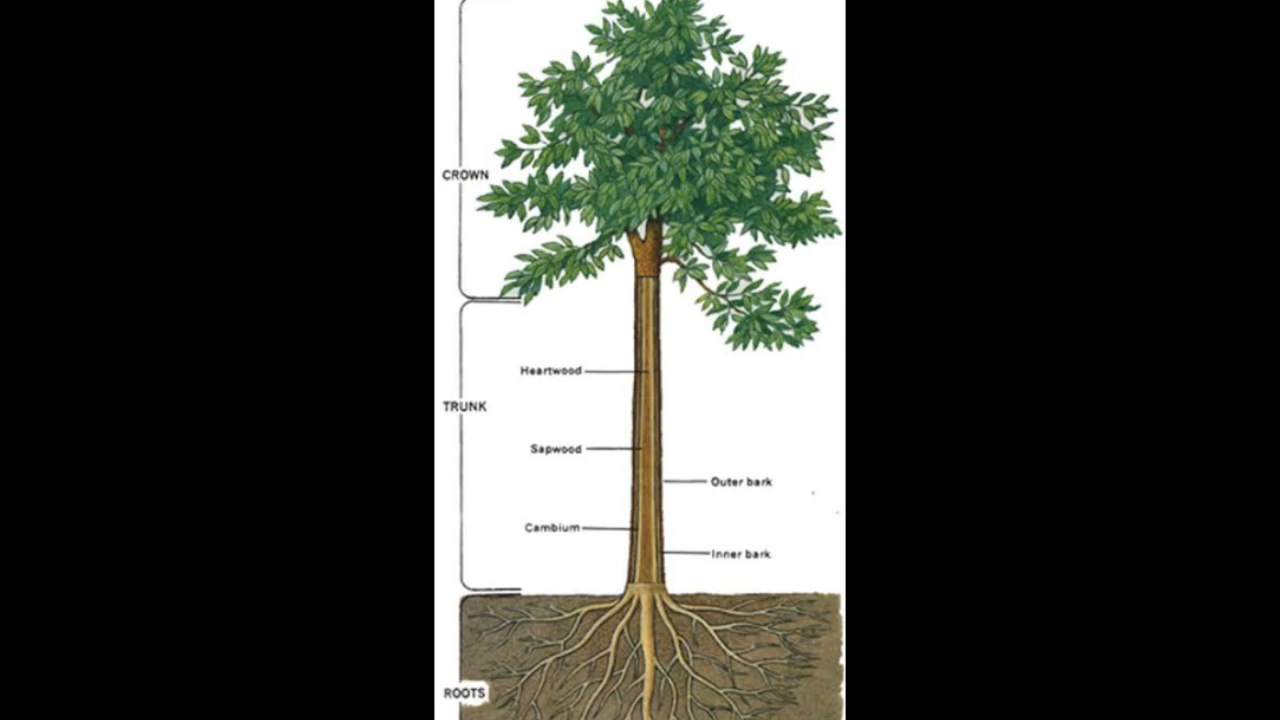 CROWN
Heartwood
TRUNK
Sapwood
Outer bark
Cambium
Inner bark
ROOTS